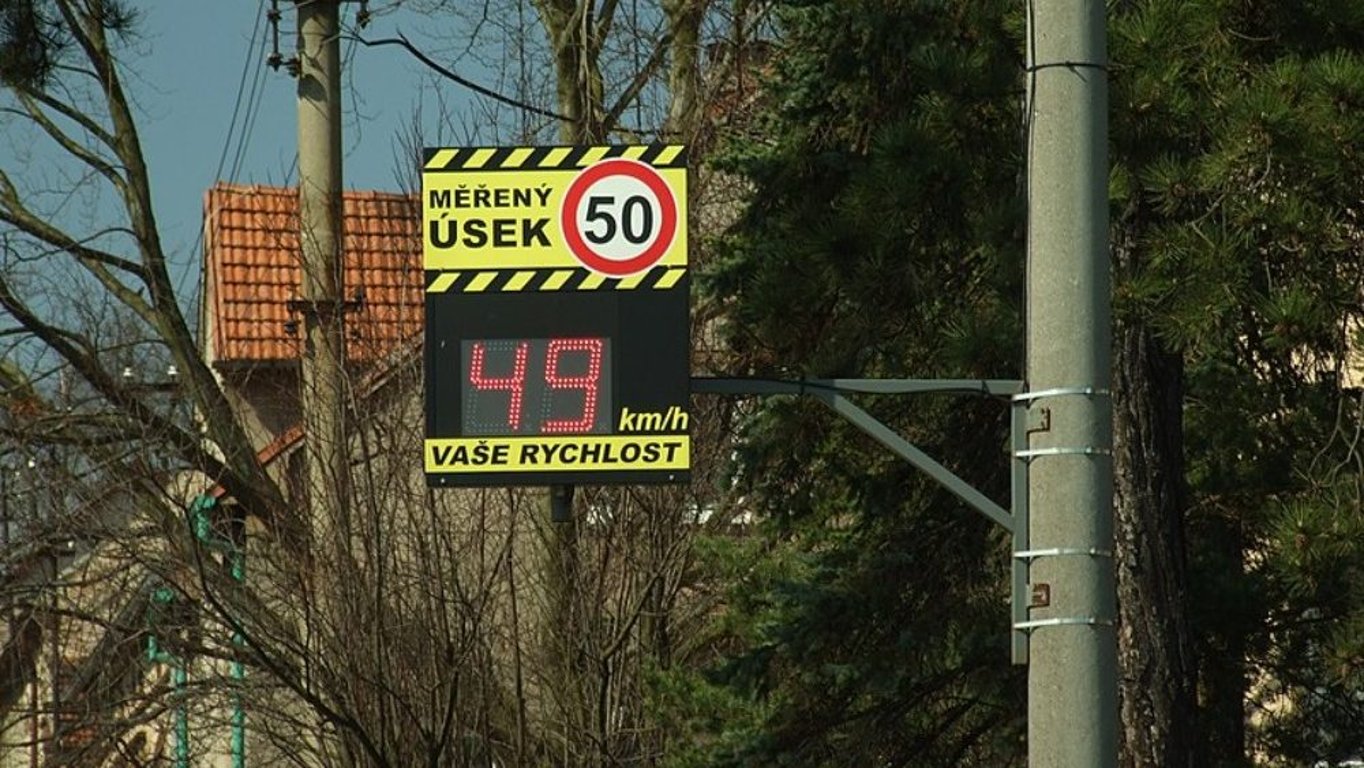 MĚŘENÝ
ÚSEK
50
49
km/h
VAŠE RYCHLOST